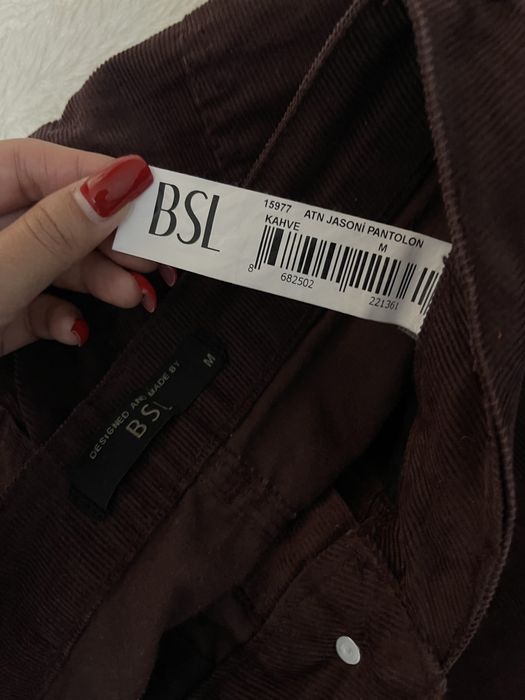 BSL
15977 ATN JASONİ PANTOLON
KAHVE
M
8 682502 221361
DESIGNED AND MADE BY
BSL
M